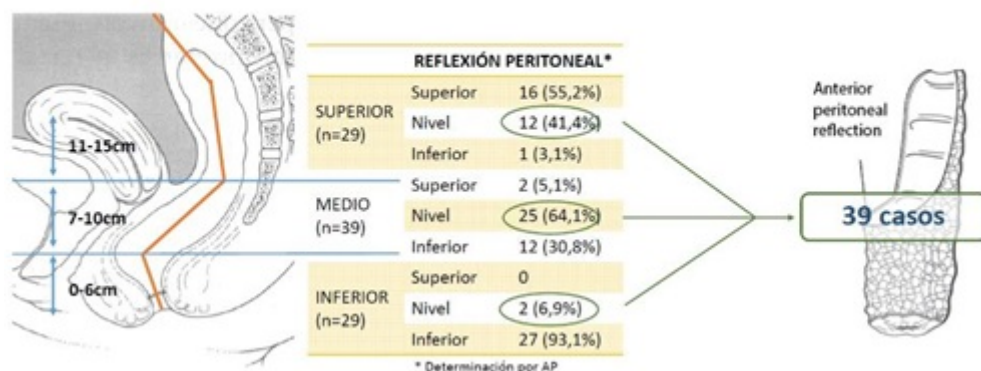 11-15cm
7-10cm
0-6cm
REFLEXIÓN PERITONEAL*
SUPERIOR
(n=29)
Superior 16 (55,2%)
Nivel 12 (41,4%)
Inferior 1 (3,1%)
MEDIO
(n=39)
Superior 2 (5,1%)
Nivel 25 (64,1%)
Inferior 12 (30,8%)
INFERIOR
(n=29)
Superior 0
Nivel 2 (6,9%)
Inferior 27 (93,1%)
* Determinación por AP
Anterior
peritoneal
reflection
39 casos